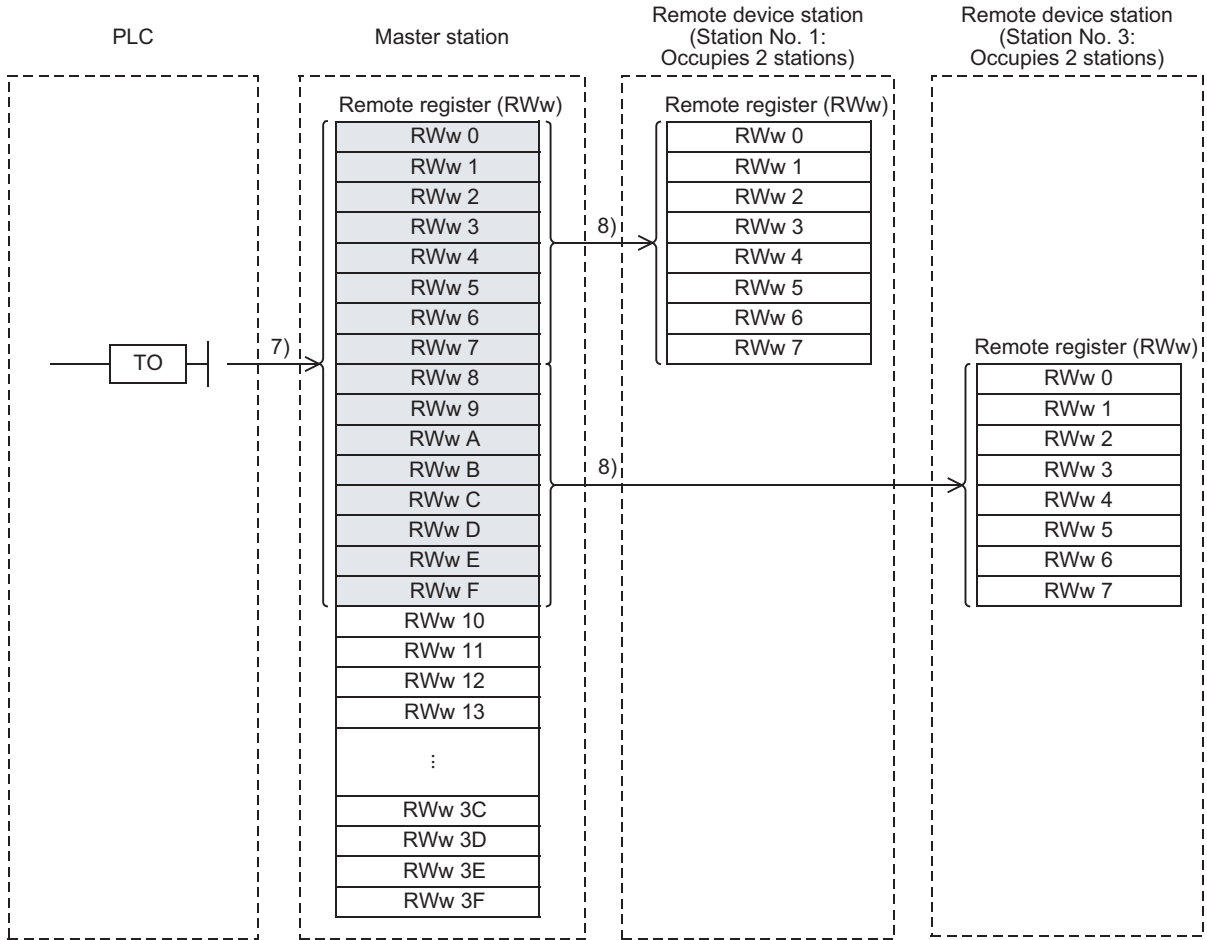 PLC
Master station
Remote device station
(Station No. 1:
Occupies 2 stations)
Remote device station
(Station No. 3:
Occupies 2 stations)
TO
7)
Remote register (RWw)
RWw 0
RWw 1
RWw 2
RWw 3
RWw 4
RWw 5
RWw 6
RWw 7
RWw 8
RWw 9
RWw A
RWw B
RWw C
RWw D
RWw E
RWw F
RWw 10
RWw 11
RWw 12
RWw 13
⋮
RWw 3C
RWw 3D
RWw 3E
RWw 3F
8)
8)
Remote register (RWw)
RWw 0
RWw 1
RWw 2
RWw 3
RWw 4
RWw 5
RWw 6
RWw 7
Remote register (RWw)
RWw 0
RWw 1
RWw 2
RWw 3
RWw 4
RWw 5
RWw 6
RWw 7